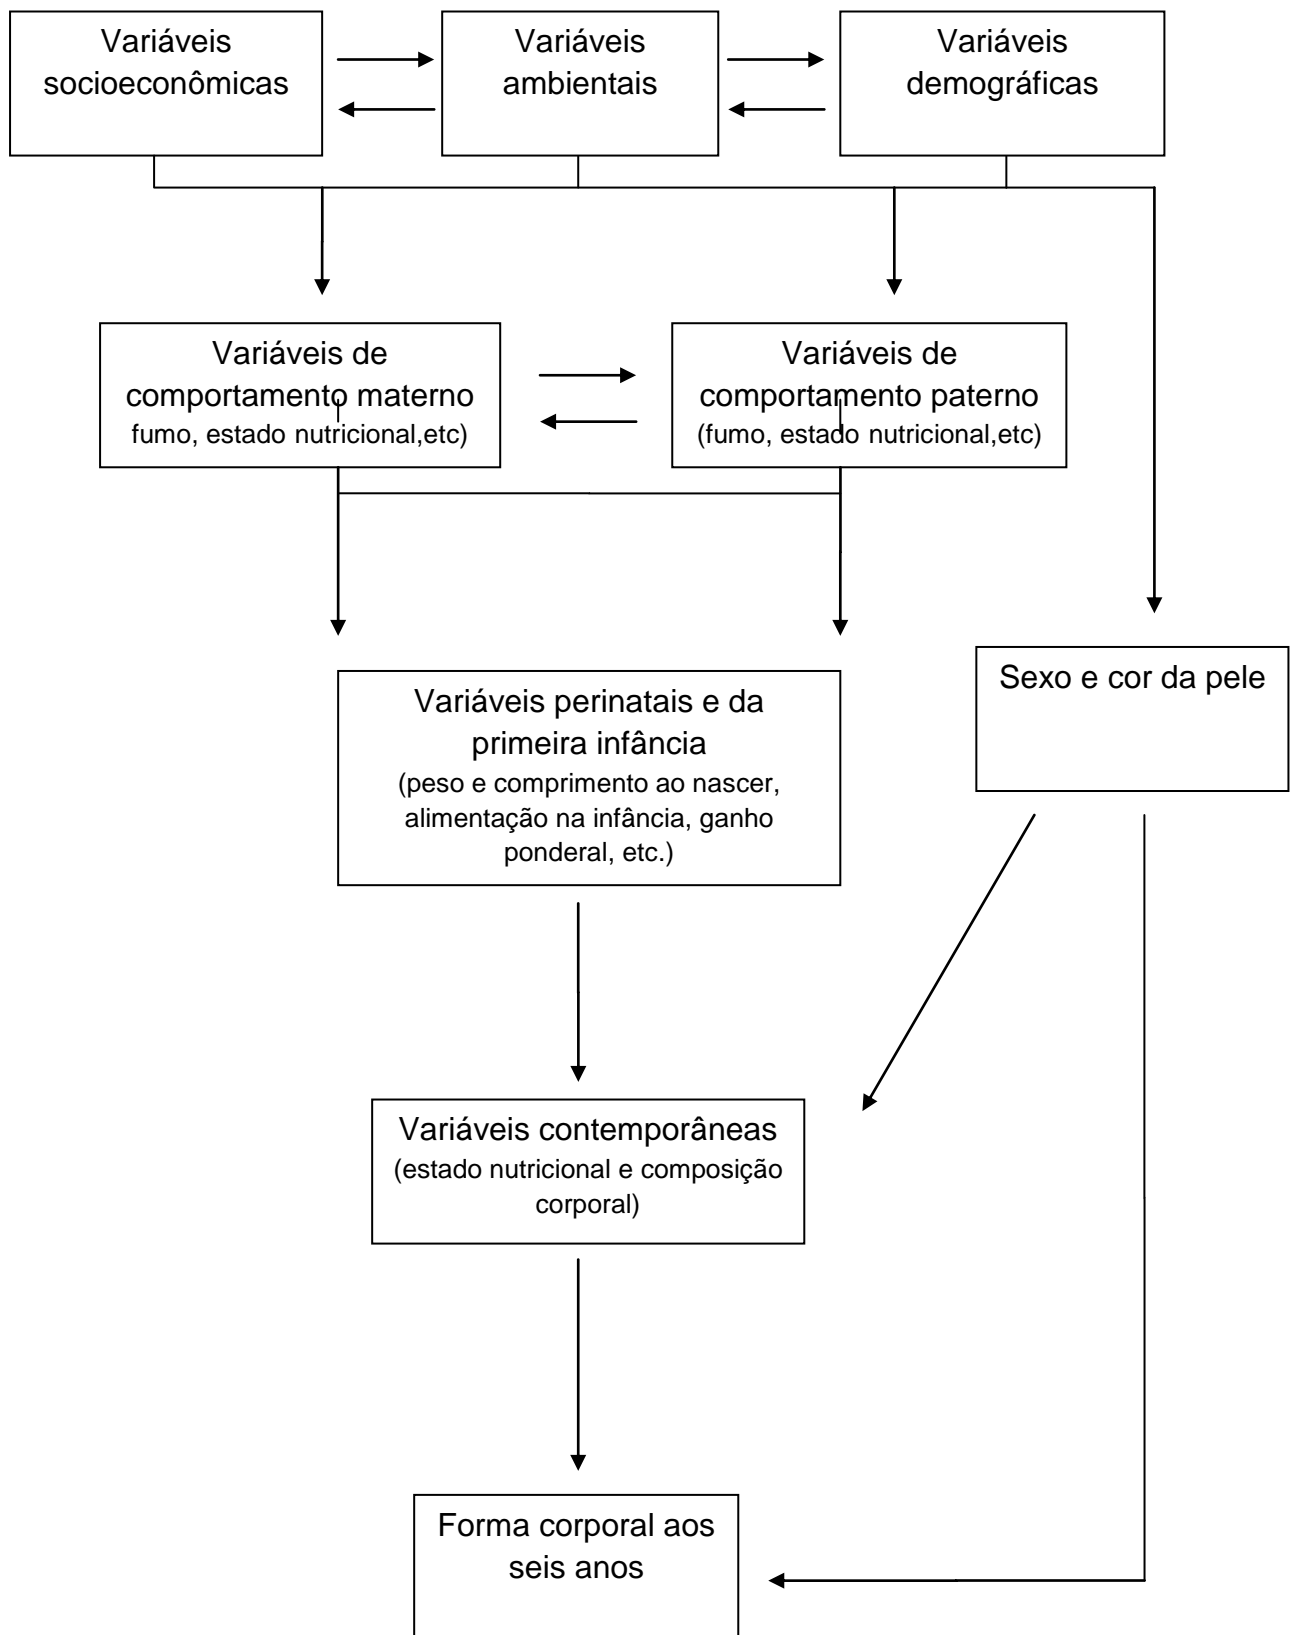 Variáveis
socioeconômicas
Variáveis
ambientais
Variáveis
demográficas
Variáveis de
comportamento materno
fumo, estado nutricional,etc)
Variáveis de
comportamento paterno
(fumo, estado nutricional,etc)
Sexo e cor da pele
Variáveis perinatais e da
primeira infância
(peso e comprimento ao nascer,
alimentação na infância, ganho
ponderal, etc.)
Variáveis contemporâneas
(estado nutricional e composição
corporal)
Forma corporal aos
seis anos